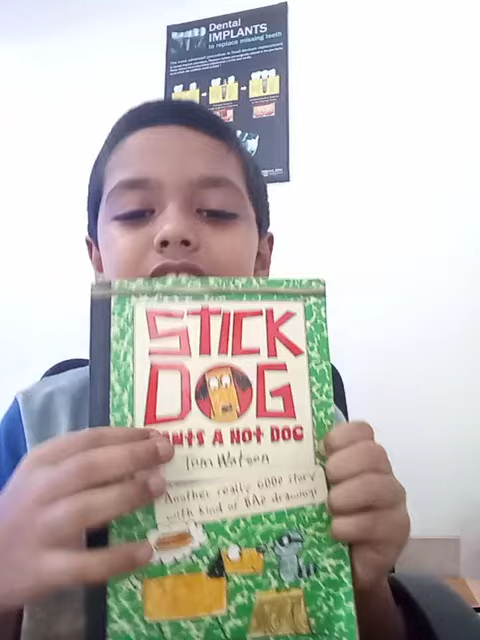 Dental
IMPLANTS
to replace missing teeth
STICK
DOG
NTS A HOT DOG
Tom Watson
Another really GOOD story
with kind of BAD drawings